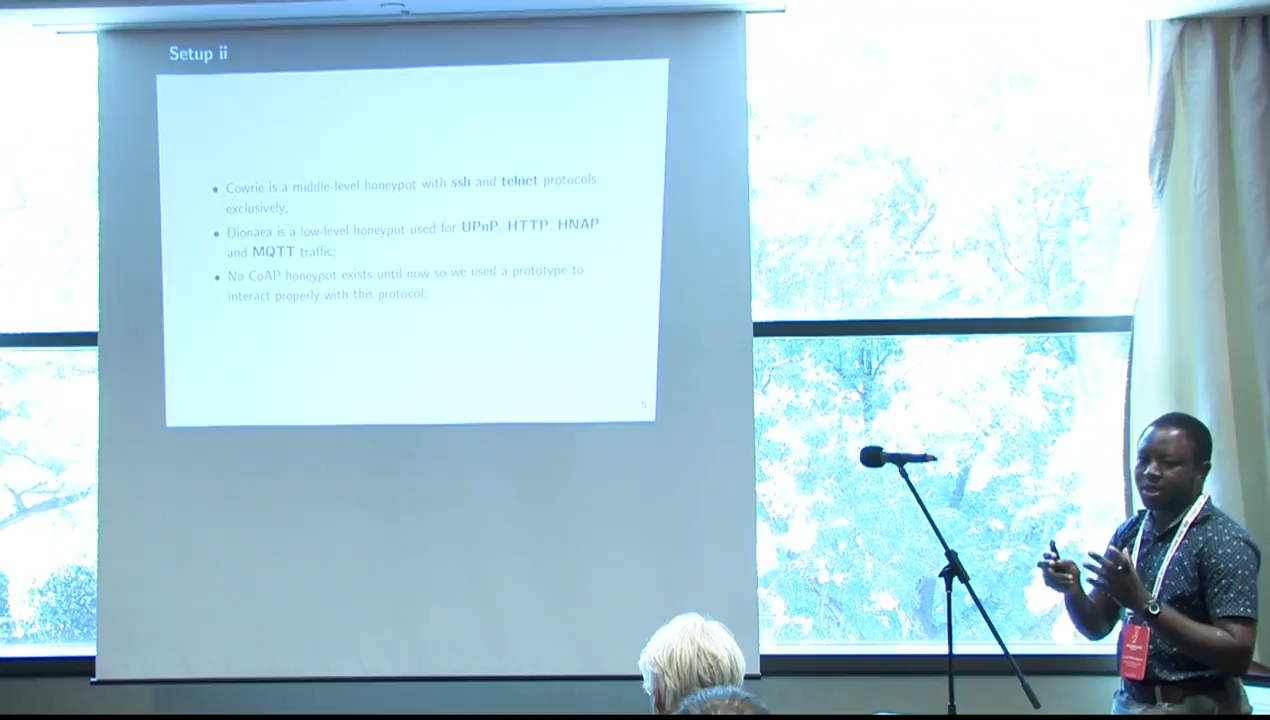 Setup ii
• Cowrie is a middle-level honeypot with ssh and telnet protocols
exclusively;
• Dionaea is a low-level honeypot used for UPnP, HTTP, HNAP
and MQTT traffic;
• No CoAP honeypot exists until now so we used a prototype to
interact properly with this protocol;
5